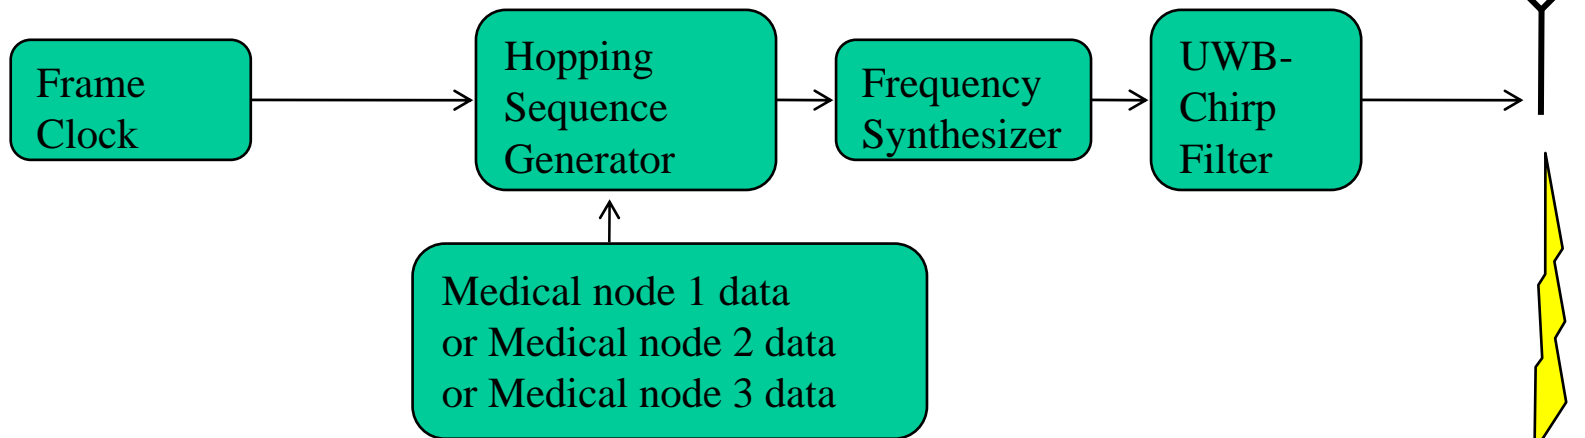 Frame
Clock
Hopping
Sequence
Generator
Frequency
Synthesizer
UWB-
Chirp
Filter
Medical node 1 data
or Medical node 2 data
or Medical node 3 data